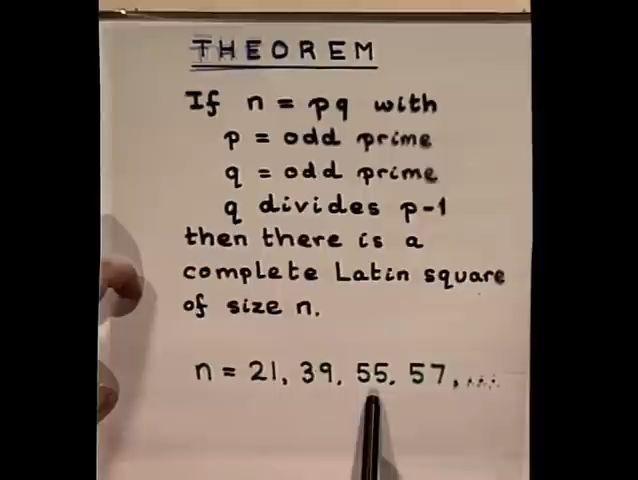 THEOREM
If n = pq with
p = odd prime
q = odd prime
q divides p-1
then there is a
complete Latin square
of size n.
n = 21, 39, 55, 57, ....